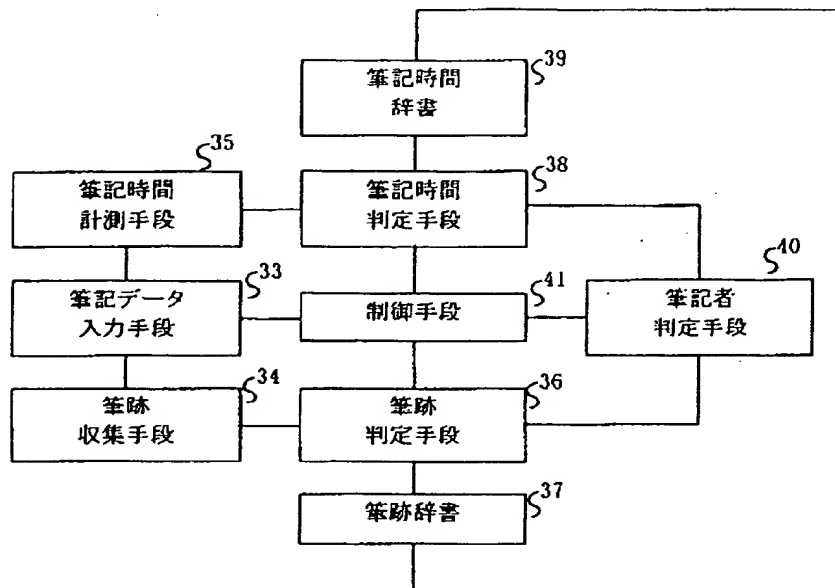 39
筆記時間
辞書
35
38
筆記時間
計測手段
筆記時間
判定手段
33
41
40
筆記データ
入力手段
制御手段
筆記者
判定手段
34
36
筆跡
収集手段
筆跡
判定手段
37
筆跡辞書